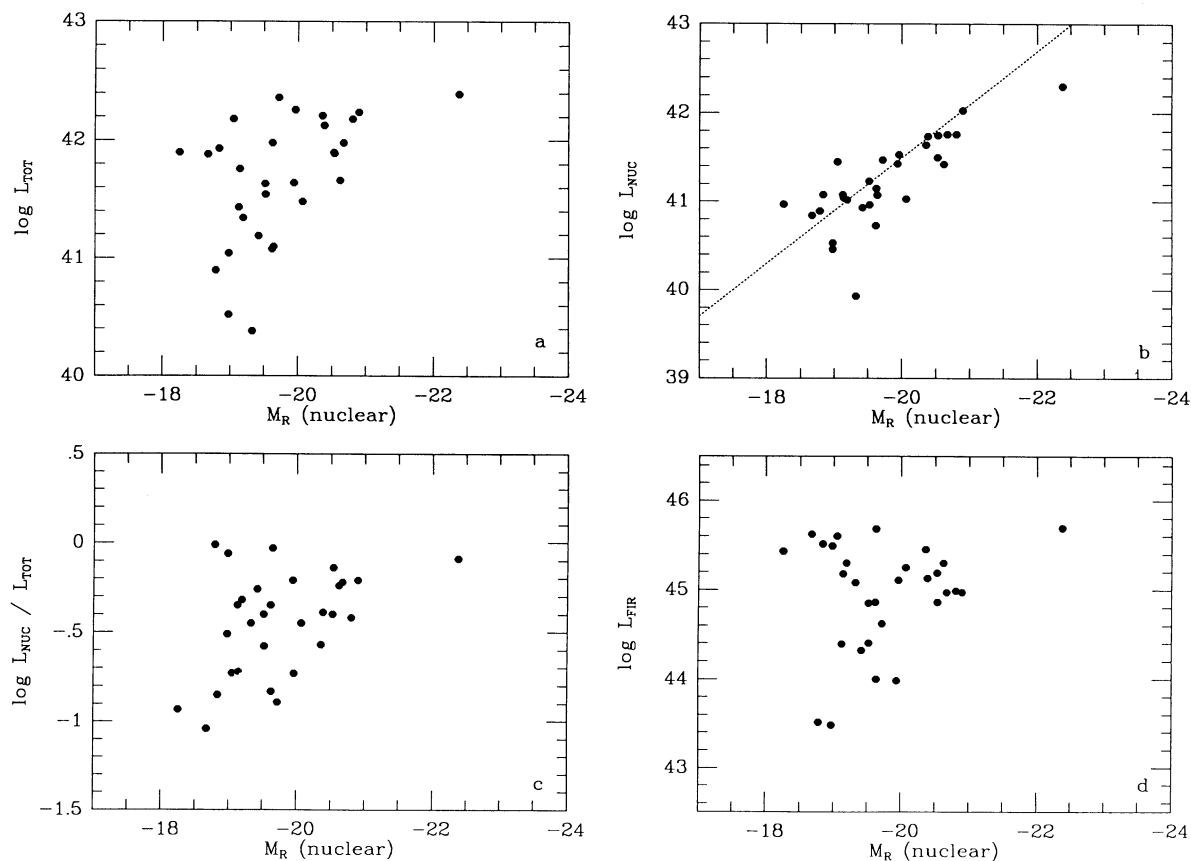 43
42
41
40
log L_TOT
-18 -20 -22 -24
M_R (nuclear)
a
43
42
41
40
39
log L_NUC
-18 -20 -22 -24
M_R (nuclear)
b
.5
0
-.5
-1
-1.5
log L_NUC / L_TOT
-18 -20 -22 -24
M_R (nuclear)
c
46
45
44
43
log L_FIR
-18 -20 -22 -24
M_R (nuclear)
d